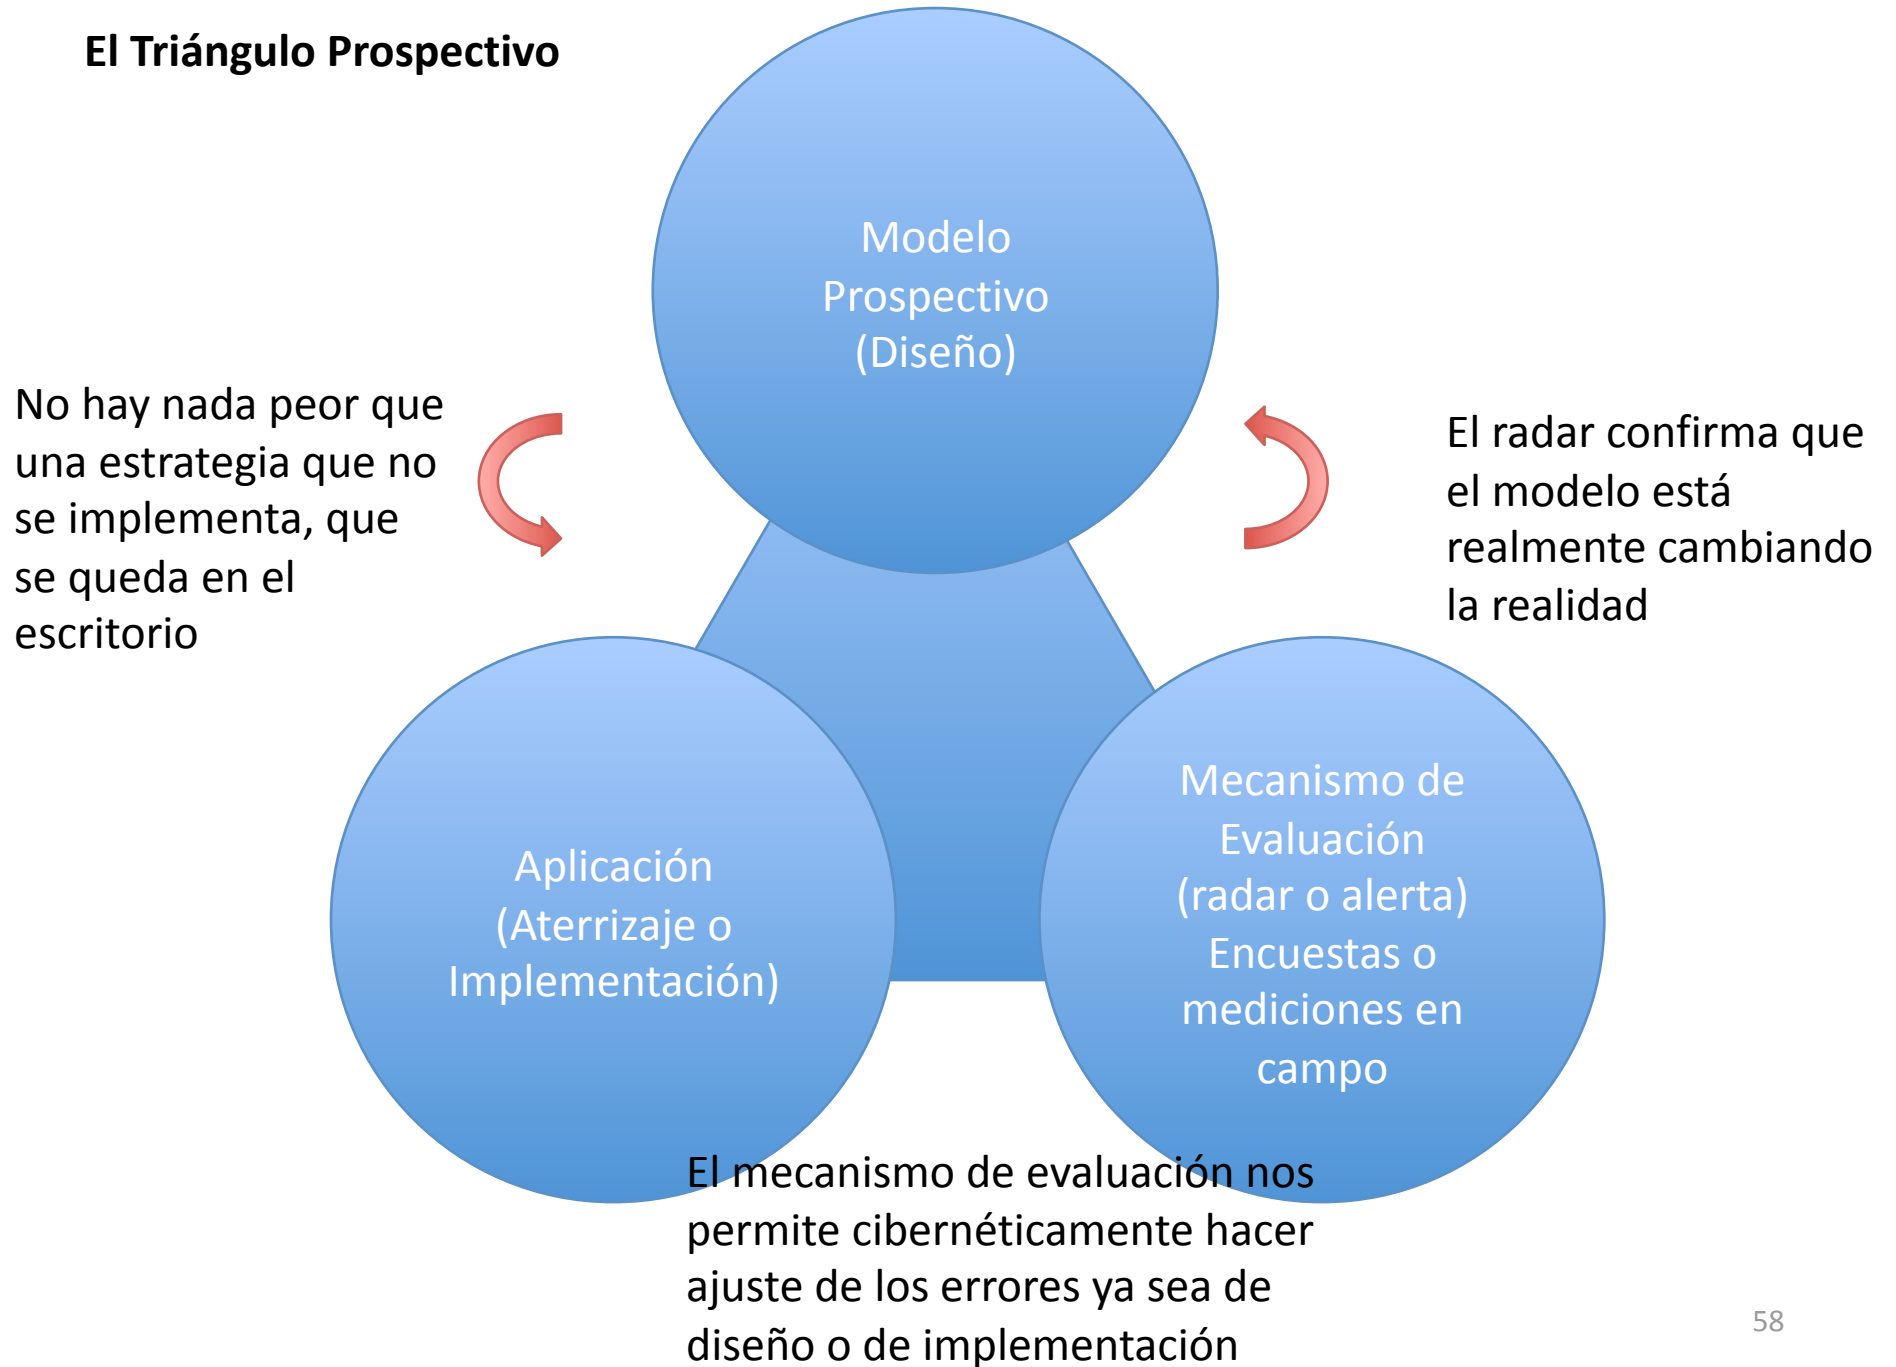 El Triángulo Prospectivo
Modelo
Prospectivo
(Diseño)
No hay nada peor que
una estrategia que no
se implementa, que
se queda en el
escritorio
El radar confirma que
el modelo está
realmente cambiando
la realidad
Aplicación
(Aterrizaje o
Implementación)
Mecanismo de
Evaluación
(radar o alerta)
Encuestas o
mediciones en
campo
El mecanismo de evaluación nos
permite cibernéticamente hacer
ajuste de los errores ya sea de
diseño o de implementación
58